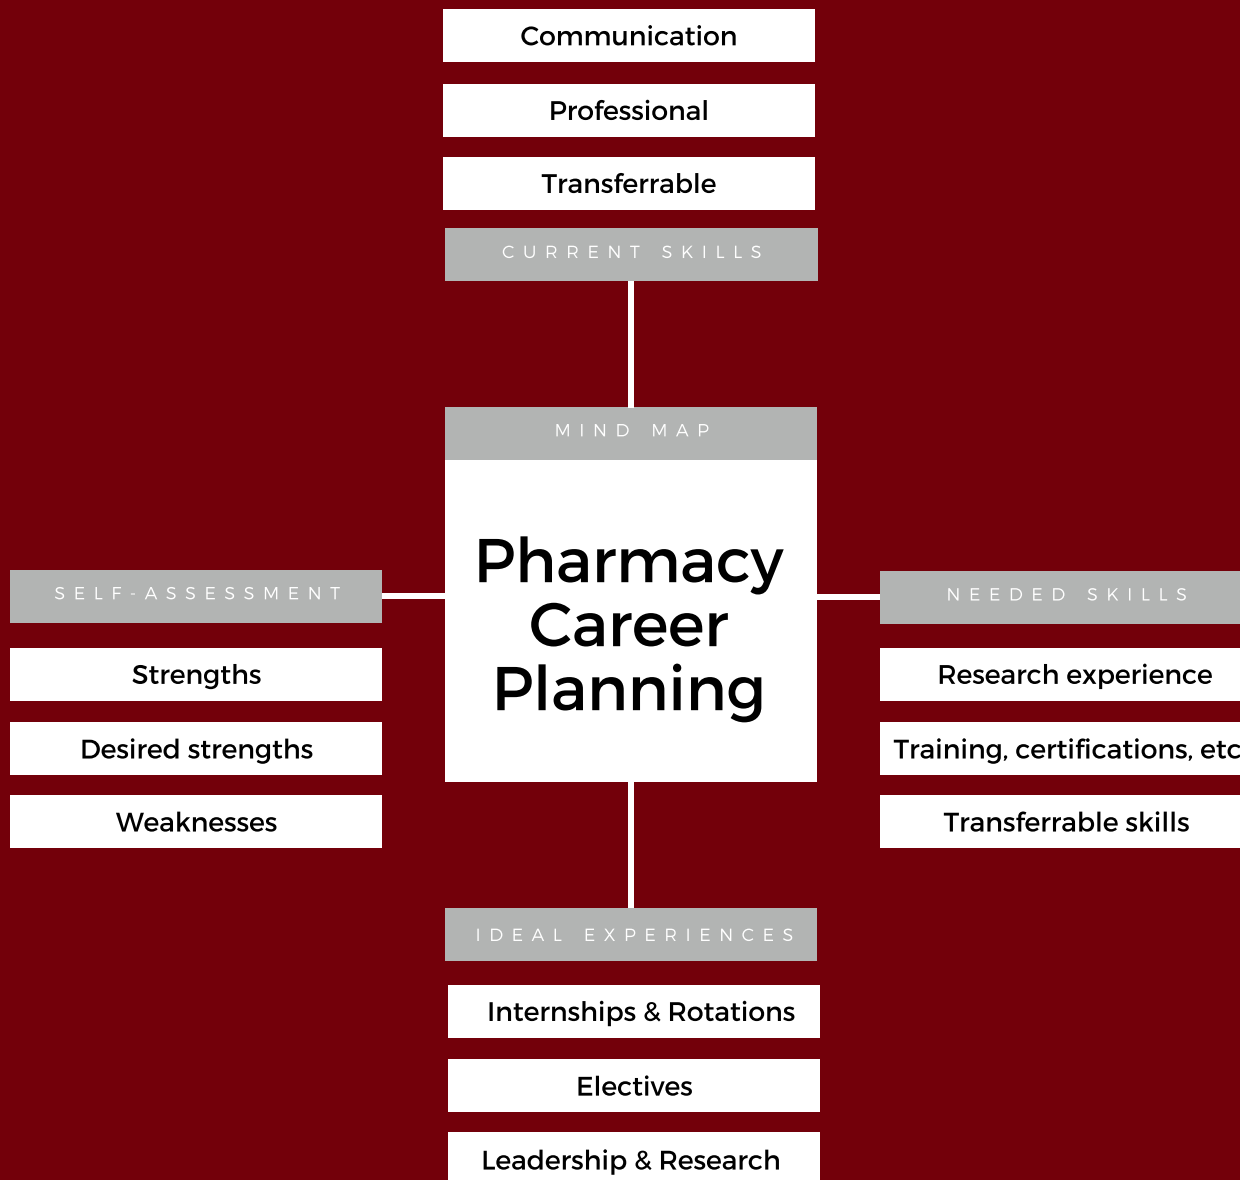 Communication
Professional
Transferrable
CURRENT SKILLS
MIND MAP
Pharmacy
Career
Planning
SELF-ASSESSMENT
Strengths
Desired strengths
Weaknesses
NEEDED SKILLS
Research experience
Training, certifications, etc
Transferrable skills
IDEAL EXPERIENCES
Internships & Rotations
Electives
Leadership & Research